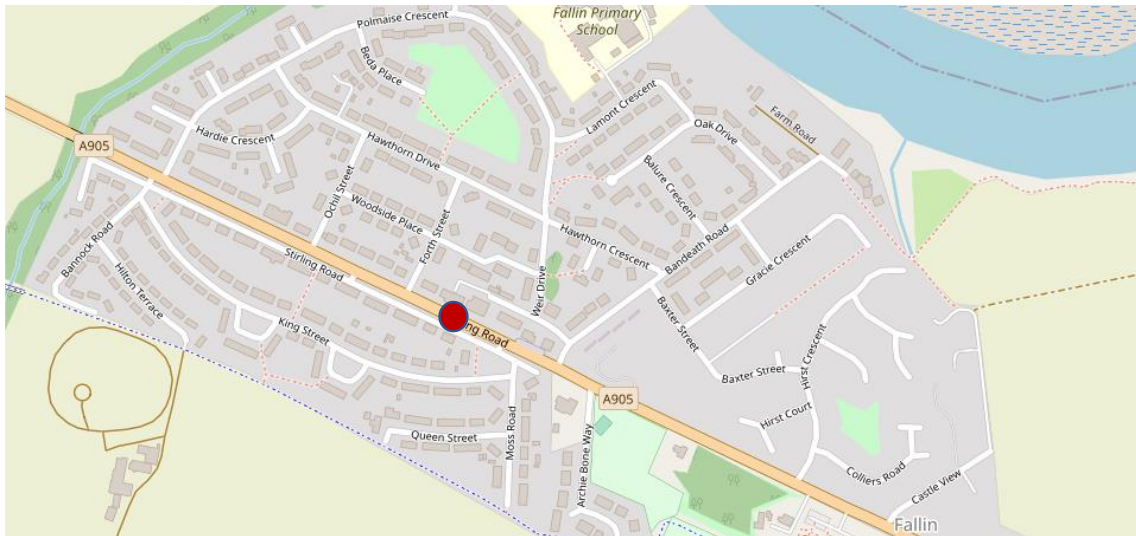 Polmaise Crescent
Fallin Primary
School
Beda Place
Lamont Crescent
Farm Road
Oak Drive
A905
Hardie Crescent
Hawthorn Drive
Balure Crescent
Ochil Street
Woodside Place
Forth Street
Hawthorn Crescent
Bandeath Road
Gracie Crescent
Bannock Road
Stirling Road
Hilton Terrace
Weir Drive
Baxter Street
King Street
ng Road
Baxter Street
Hirst Crescent
A905
Hirst Court
Queen Street
Moss Road
Archie Bone Way
Colliers Road
Castle View
Fallin